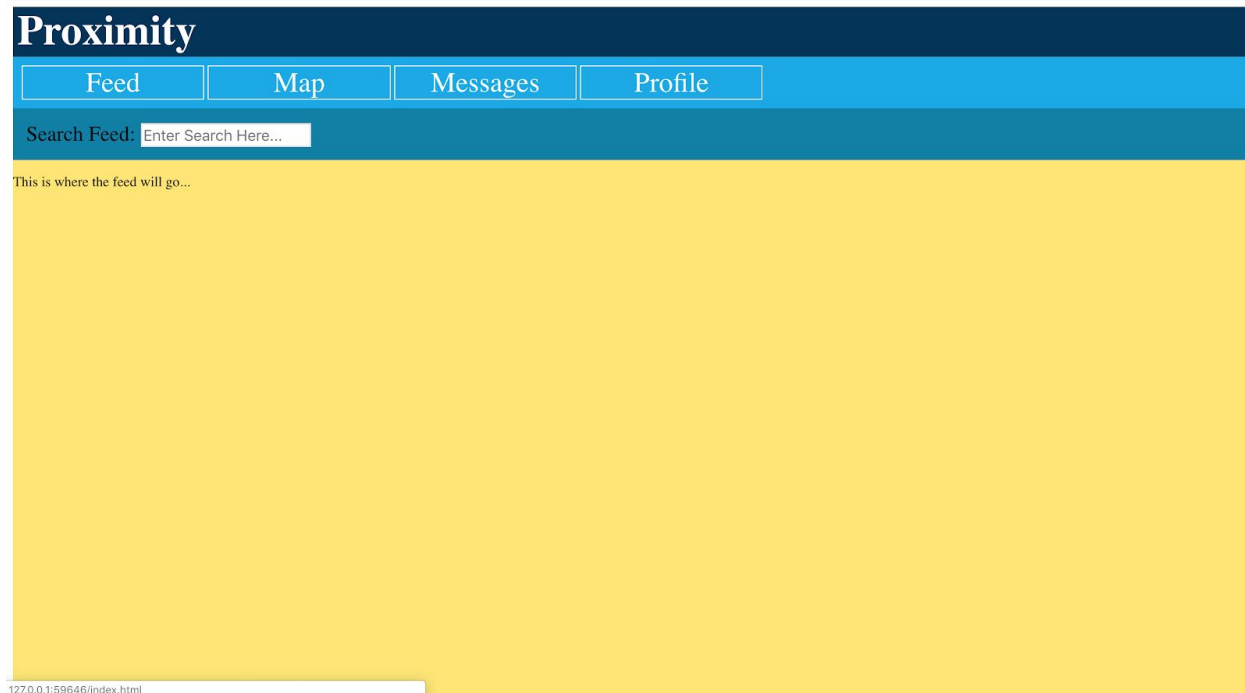 Proximity
Feed Map Messages Profile
Search Feed: Enter Search Here...
This is where the feed will go...
127.0.0.1:59646/index.html